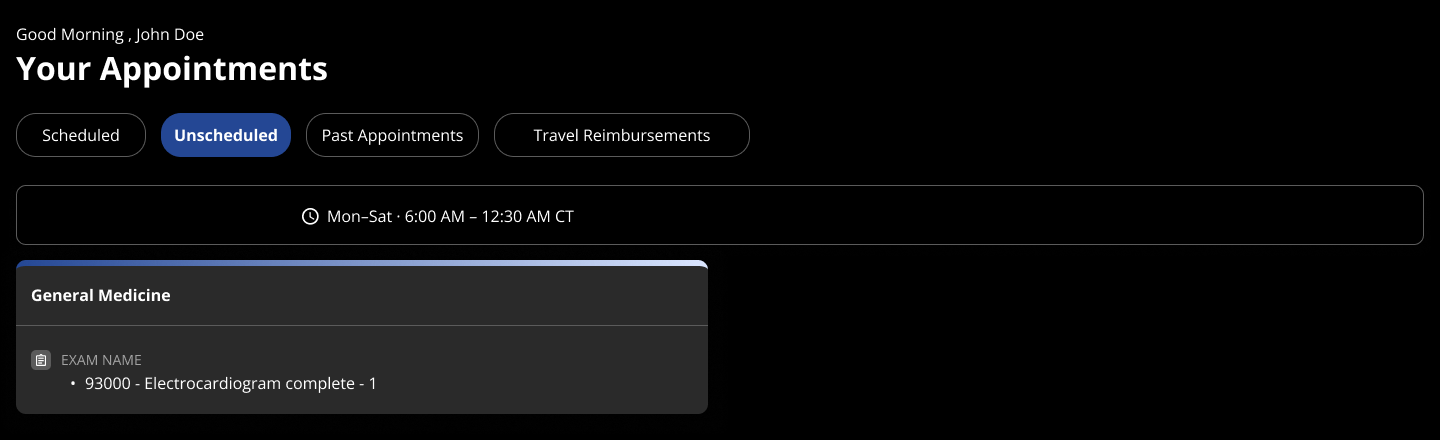 Good Morning , John Doe
Your Appointments
Scheduled Unscheduled Past Appointments Travel Reimbursements
Mon–Sat · 6:00 AM – 12:30 AM CT
General Medicine
EXAM NAME
• 93000 - Electrocardiogram complete - 1